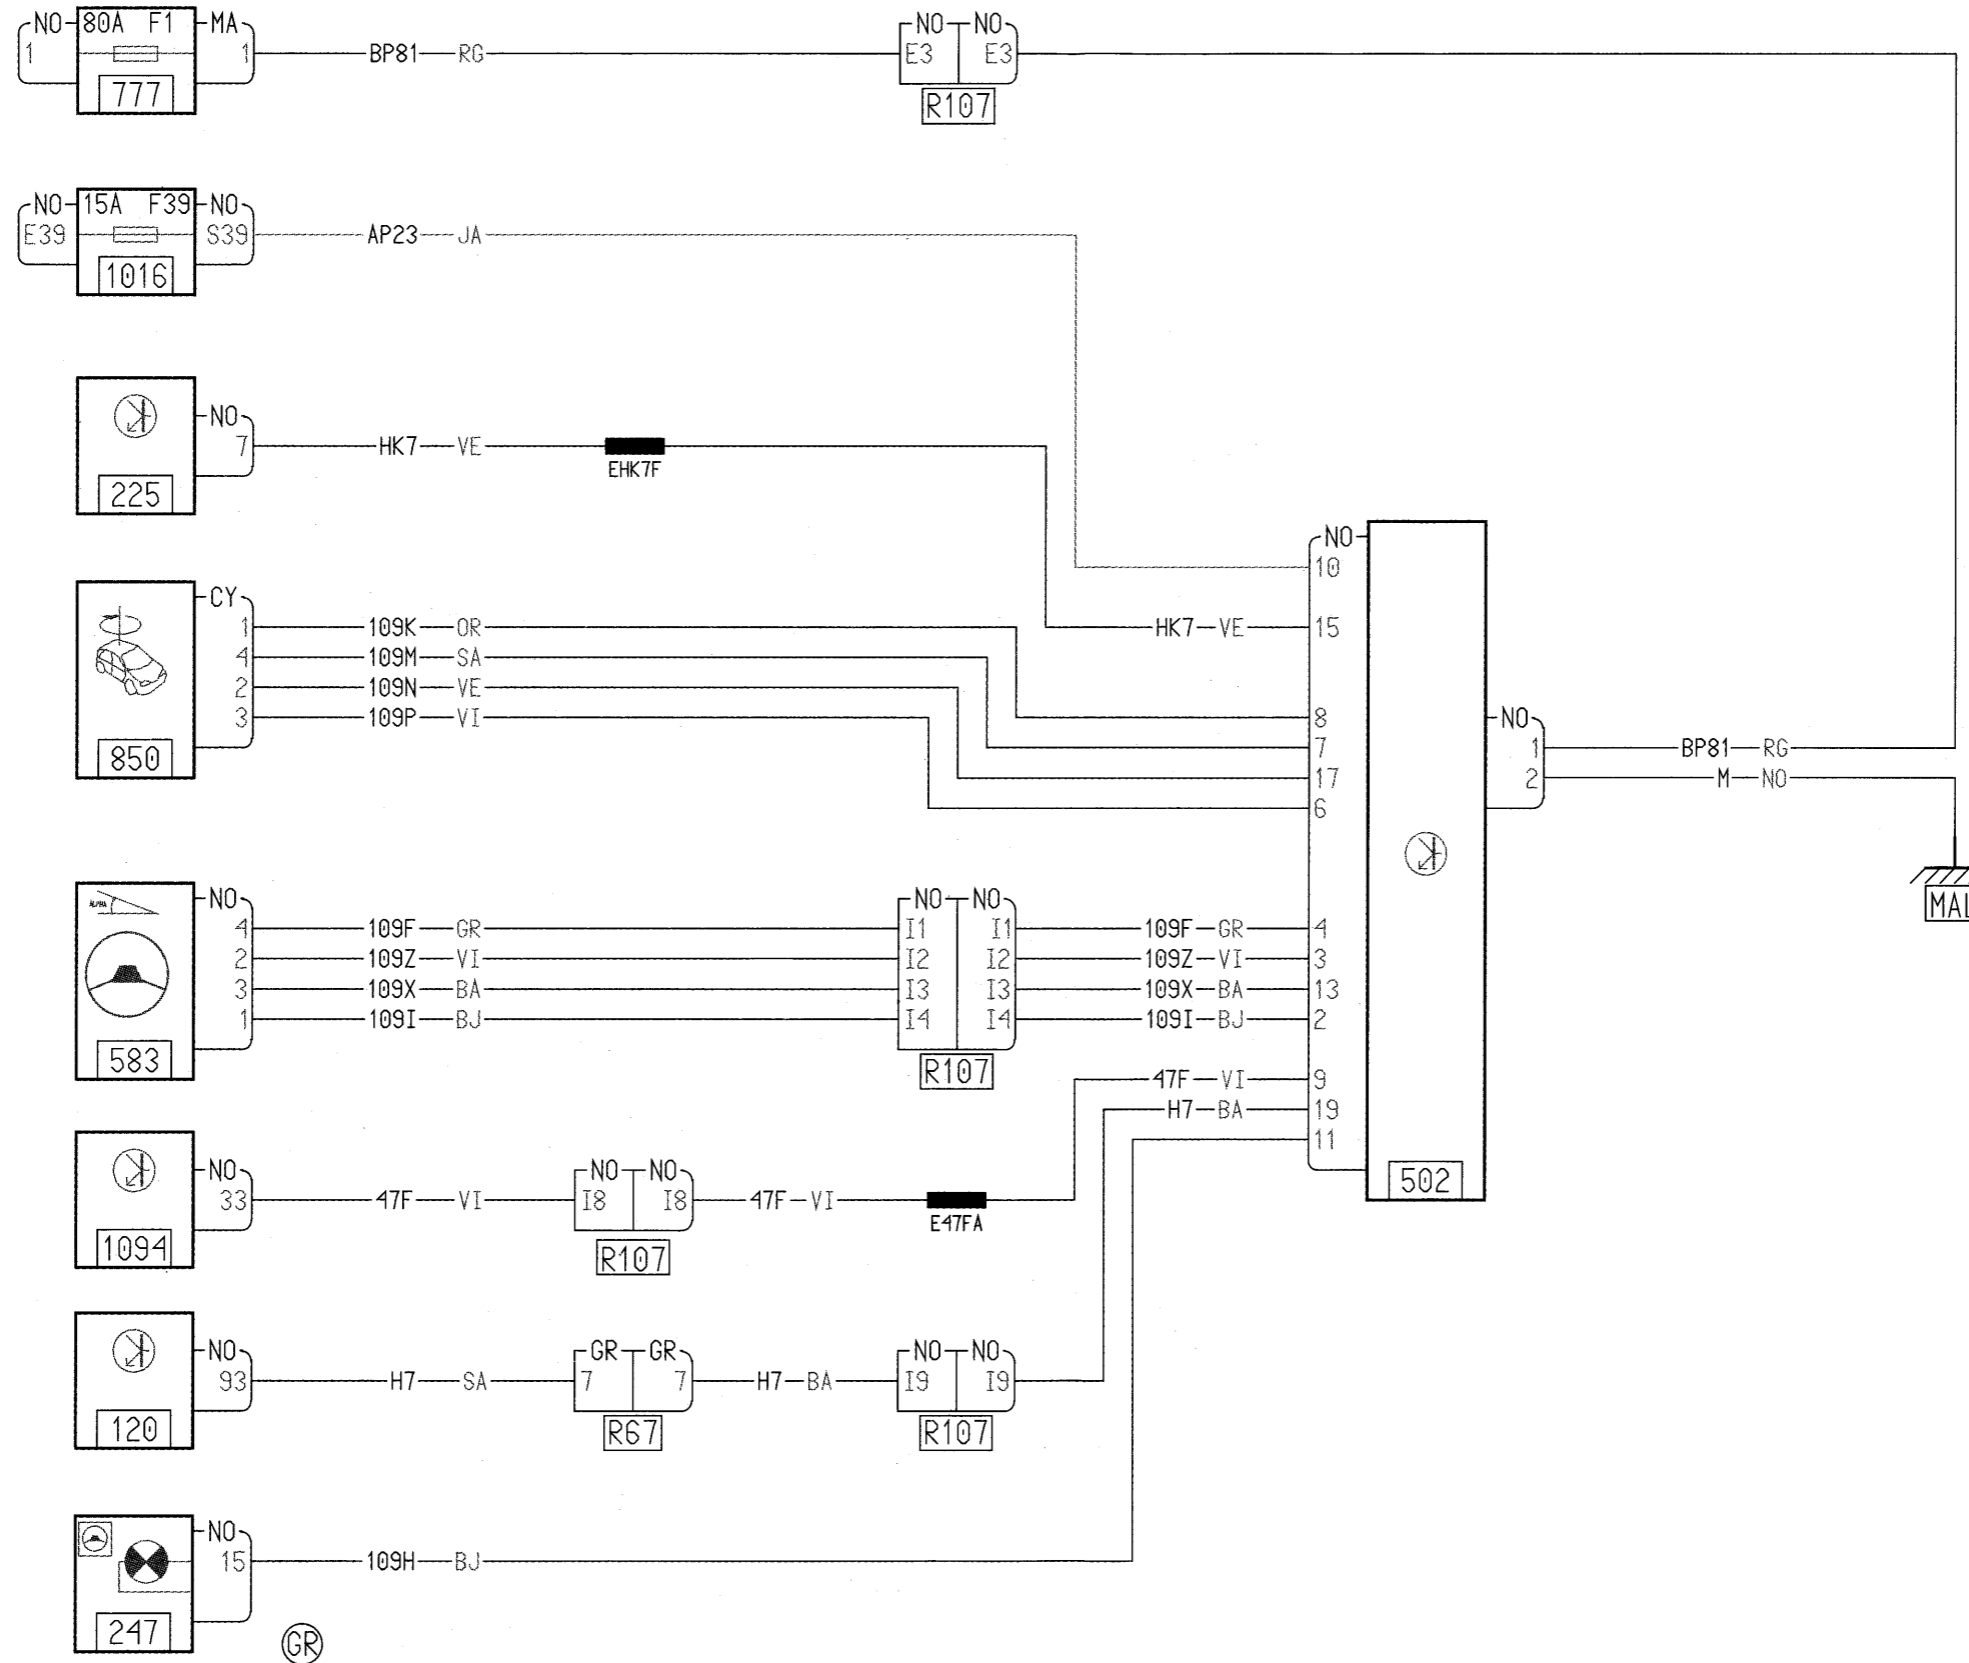 NO 80A F1 MA
1 1 BP81 RG
777
NO NO
E3 E3
R107
NO 15A F39 NO
E39 S39 AP23 JA
1016
NO
7 HK7 VE
EHK7F
225
NO
10
HK7 VE 15
8
7
17
6
CY
1 109K OR
4 109M SA
2 109N VE
3 109P VI
850
NO
1 BP81 RG
2 M NO
MAL
NO
4 109F GR
2 109Z VI
3 109X BA
1 109I BJ
583
NO NO
I1 I1 109F GR 4
I2 I2 109Z VI 3
I3 I3 109X BA 13
I4 I4 109I BJ 2
R107
47F VI 9
H7 BA 19
11
502
NO
33 47F VI
1094
NO NO
I8 I8 47F VI
R107
E47FA
NO
93 H7 SA
120
GR GR
7 7 H7 BA
R67
NO NO
I9 I9
R107
NO
15 109H BJ
247
GR